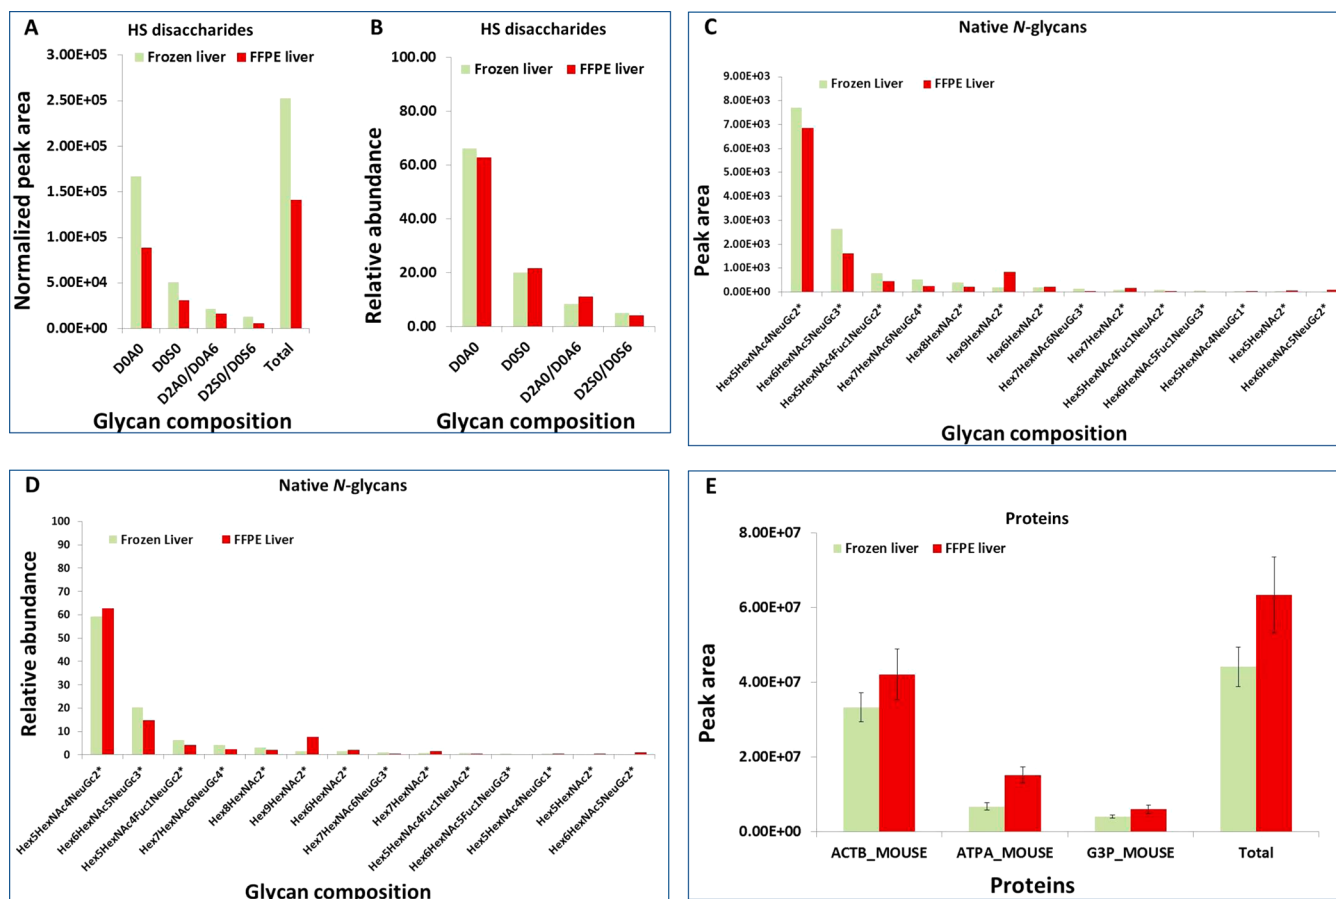 A
HS disaccharides
Frozen liver
FFPE liver
3.00E+05
2.50E+05
2.00E+05
1.50E+05
1.00E+05
5.00E+04
0.00E+00
Normalized peak area
D0A0
D0S0
D2A0/D0A6
D2S0/D0S6
Total
Glycan composition
B
HS disaccharides
Frozen liver
FFPE liver
100.00
80.00
60.00
40.00
20.00
0.00
Relative abundance
D0A0
D0S0
D2A0/D0A6
D2S0/D0S6
Glycan composition
C
Native N-glycans
Frozen Liver
FFPE Liver
9.00E+03
8.00E+03
7.00E+03
6.00E+03
5.00E+03
4.00E+03
3.00E+03
2.00E+03
1.00E+03
0.00E+00
Peak area
Hex5HexNAc4NeuGc2*
Hex6HexNAc5NeuGc3*
Hex5HexNAc4Fuc1NeuGc2*
Hex7HexNAc6NeuGc4*
Hex8HexNAc2*
Hex9HexNAc2*
Hex6HexNAc2*
Hex7HexNAc6NeuGc3*
Hex7HexNAc2*
Hex5HexNAc4Fuc1NeuAc2*
Hex6HexNAc5Fuc1NeuGc3*
Hex5HexNAc4NeuGc1*
Hex5HexNAc2*
Hex6HexNAc5NeuGc2*
Glycan composition
D
Native N-glycans
Frozen Liver
FFPE Liver
100
90
80
70
60
50
40
30
20
10
0
Relative abundance
Hex5HexNAc4NeuGc2*
Hex6HexNAc5NeuGc3*
Hex5HexNAc4Fuc1NeuGc2*
Hex7HexNAc6NeuGc4*
Hex8HexNAc2*
Hex9HexNAc2*
Hex6HexNAc2*
Hex7HexNAc6NeuGc3*
Hex7HexNAc2*
Hex5HexNAc4Fuc1NeuAc2*
Hex6HexNAc5Fuc1NeuGc3*
Hex5HexNAc4NeuGc1*
Hex5HexNAc2*
Hex6HexNAc5NeuGc2*
Glycan composition
E
Proteins
Frozen liver
FFPE liver
8.00E+07
6.00E+07
4.00E+07
2.00E+07
0.00E+00
Peak area
ACTB_MOUSE
ATPA_MOUSE
G3P_MOUSE
Total
Proteins